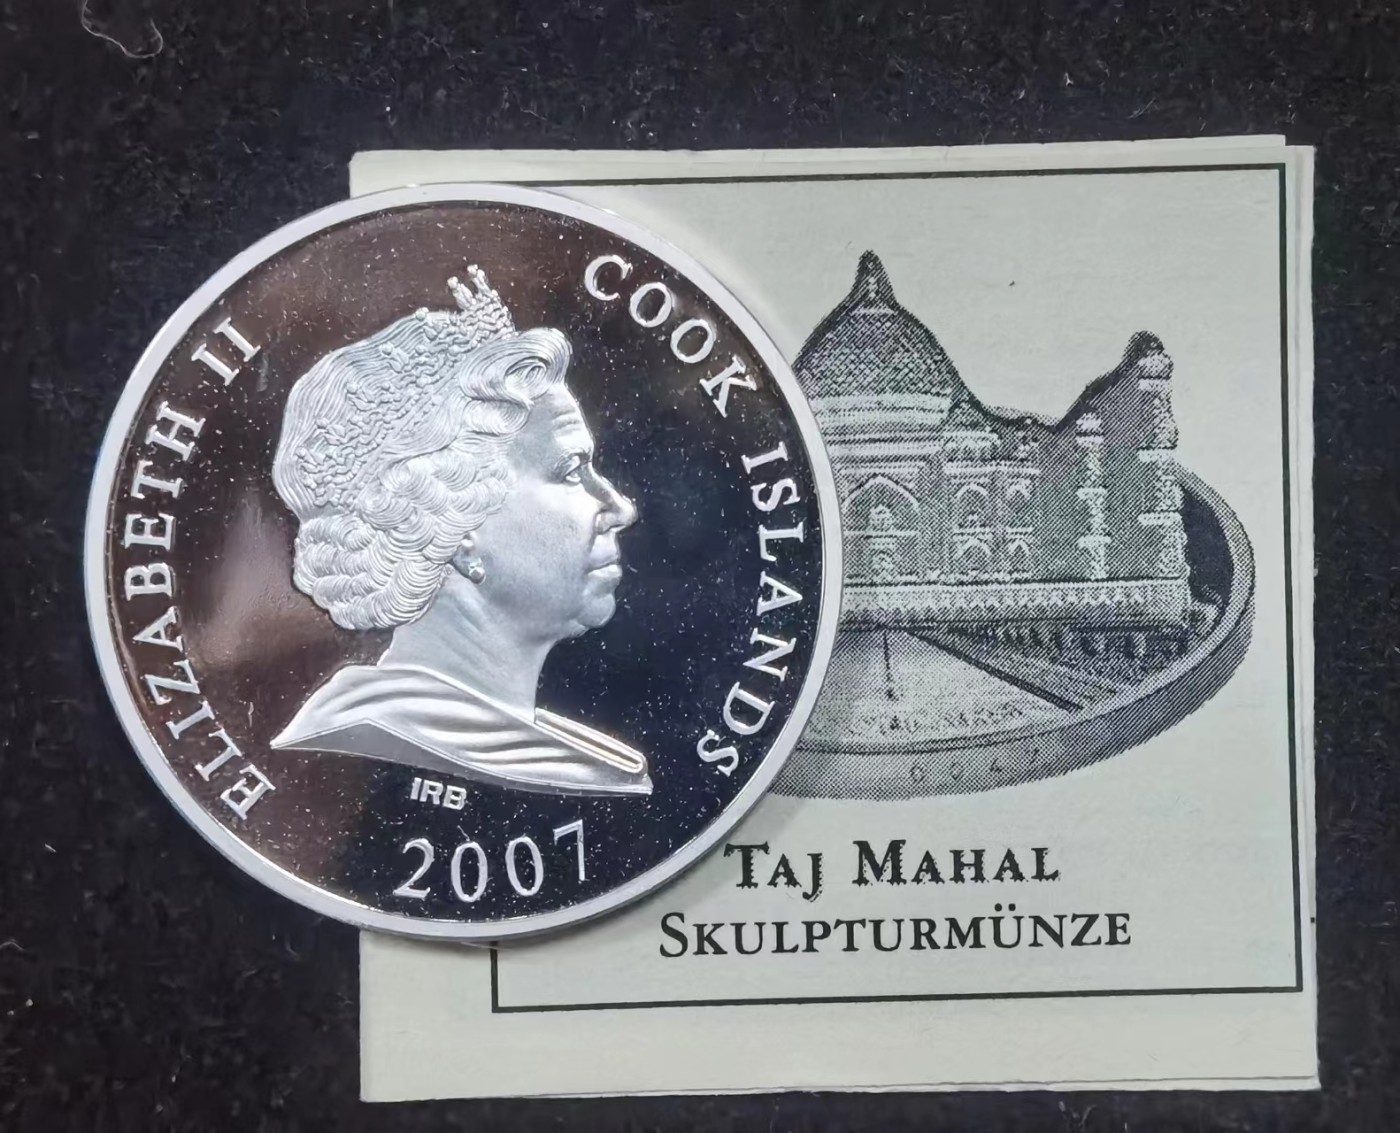 ELIZABETH II
COOK ISLANDS
IRB
2007
TAJ MAHAL
SKULPTURMÜNZE